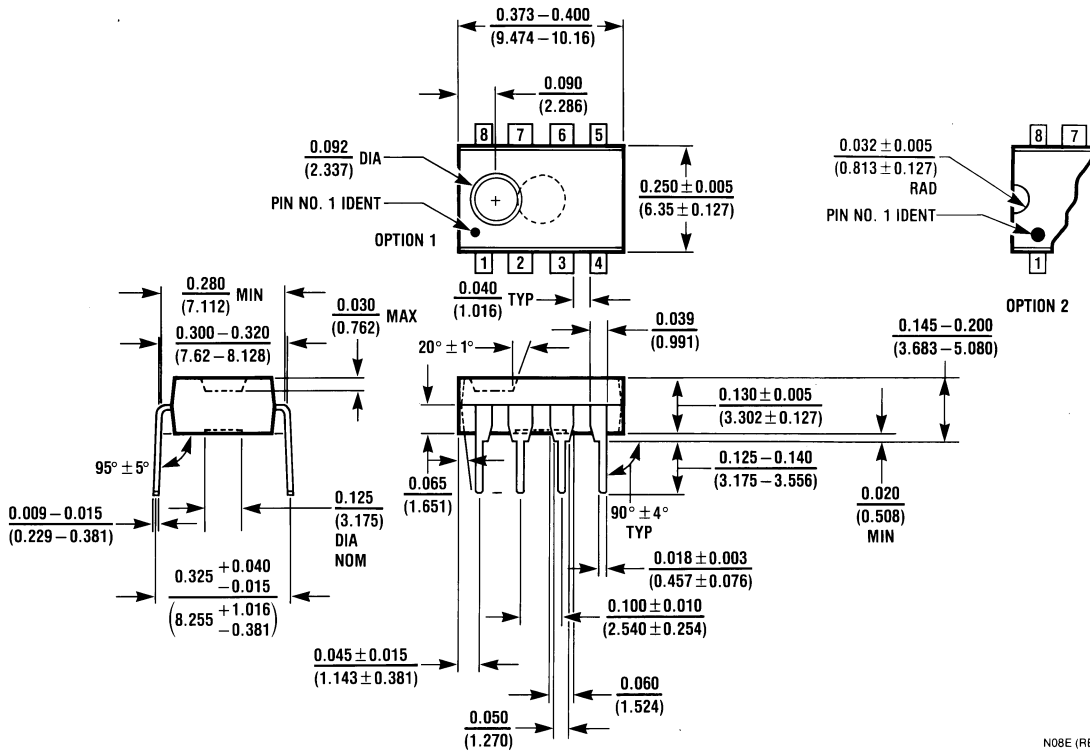 0.373 – 0.400
(9.474 – 10.16)
0.090
(2.286)
8 7 6 5
0.092
(2.337)
DIA
PIN NO. 1 IDENT
OPTION 1
+
1 2 3 4
0.250 ± 0.005
(6.35 ± 0.127)
0.032 ± 0.005
(0.813 ± 0.127)
RAD
PIN NO. 1 IDENT
8 7
1
OPTION 2
0.280
(7.112)
MIN
0.300 – 0.320
(7.62 – 8.128)
0.030
(0.762)
MAX
0.040
(1.016)
TYP
0.039
(0.991)
20° ± 1°
0.145 – 0.200
(3.683 – 5.080)
0.130 ± 0.005
(3.302 ± 0.127)
0.125 – 0.140
(3.175 – 3.556)
0.020
(0.508)
MIN
95° ± 5°
0.009 – 0.015
(0.229 – 0.381)
0.125
(3.175)
DIA
NOM
0.065
(1.651)
90° ± 4°
TYP
0.325 +0.040
–0.015
(8.255 +1.016
–0.381)
0.018 ± 0.003
(0.457 ± 0.076)
0.100 ± 0.010
(2.540 ± 0.254)
0.045 ± 0.015
(1.143 ± 0.381)
0.060
(1.524)
0.050
(1.270)
N08E (RE